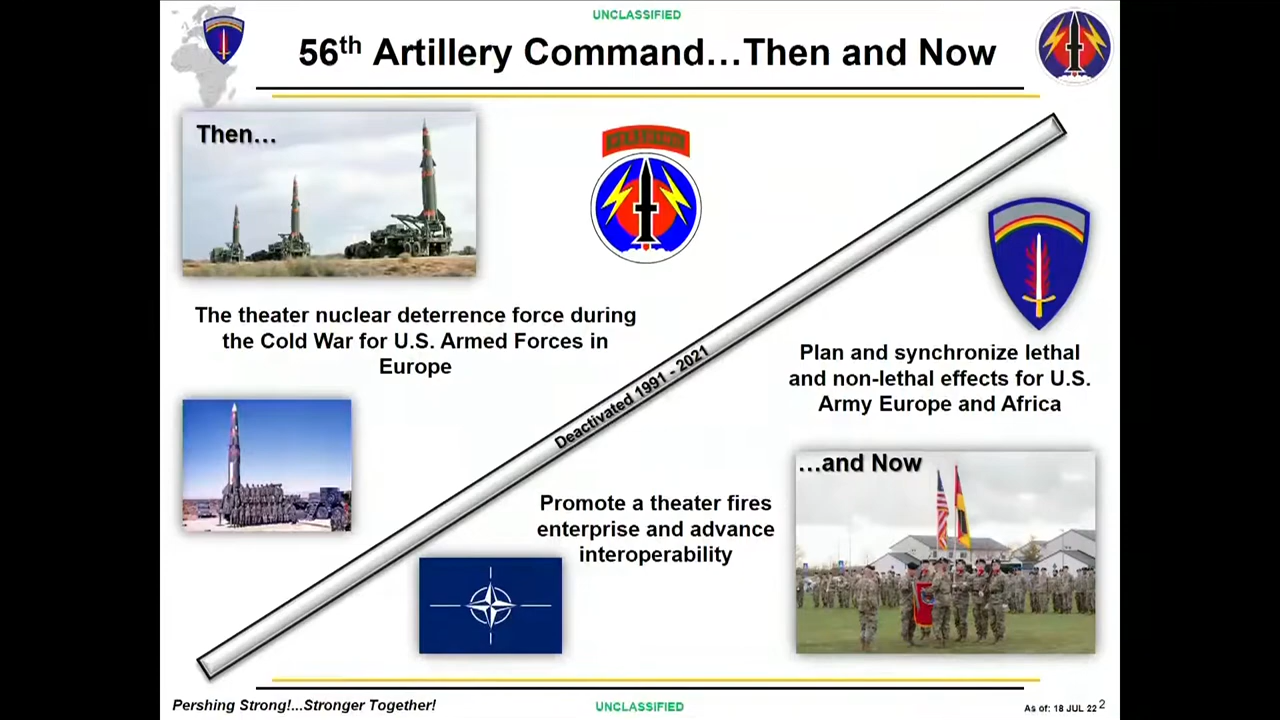 UNCLASSIFIED
56th Artillery Command…Then and Now
Then…
The theater nuclear deterrence force during
the Cold War for U.S. Armed Forces in
Europe
Deactivated 1991 - 2021
Plan and synchronize lethal
and non-lethal effects for U.S.
Army Europe and Africa
…and Now
Promote a theater fires
enterprise and advance
interoperability
Pershing Strong!...Stronger Together!
UNCLASSIFIED
As of: 18 JUL 22
2